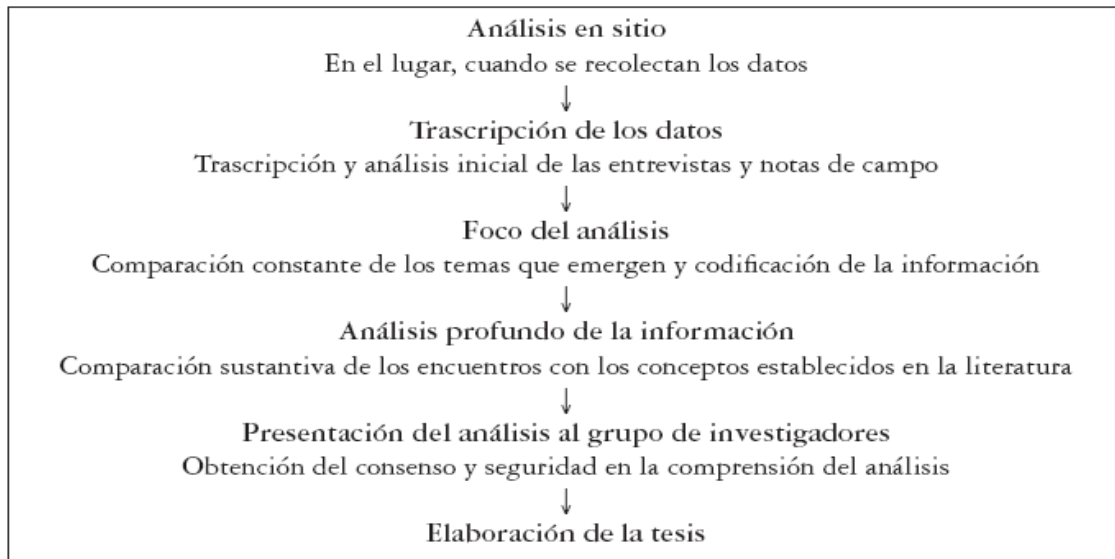 Análisis en sitio
En el lugar, cuando se recolectan los datos
↓
Trascripción de los datos
Trascripción y análisis inicial de las entrevistas y notas de campo
↓
Foco del análisis
Comparación constante de los temas que emergen y codificación de la información
↓
Análisis profundo de la información
Comparación sustantiva de los encuentros con los conceptos establecidos en la literatura
↓
Presentación del análisis al grupo de investigadores
Obtención del consenso y seguridad en la comprensión del análisis
↓
Elaboración de la tesis